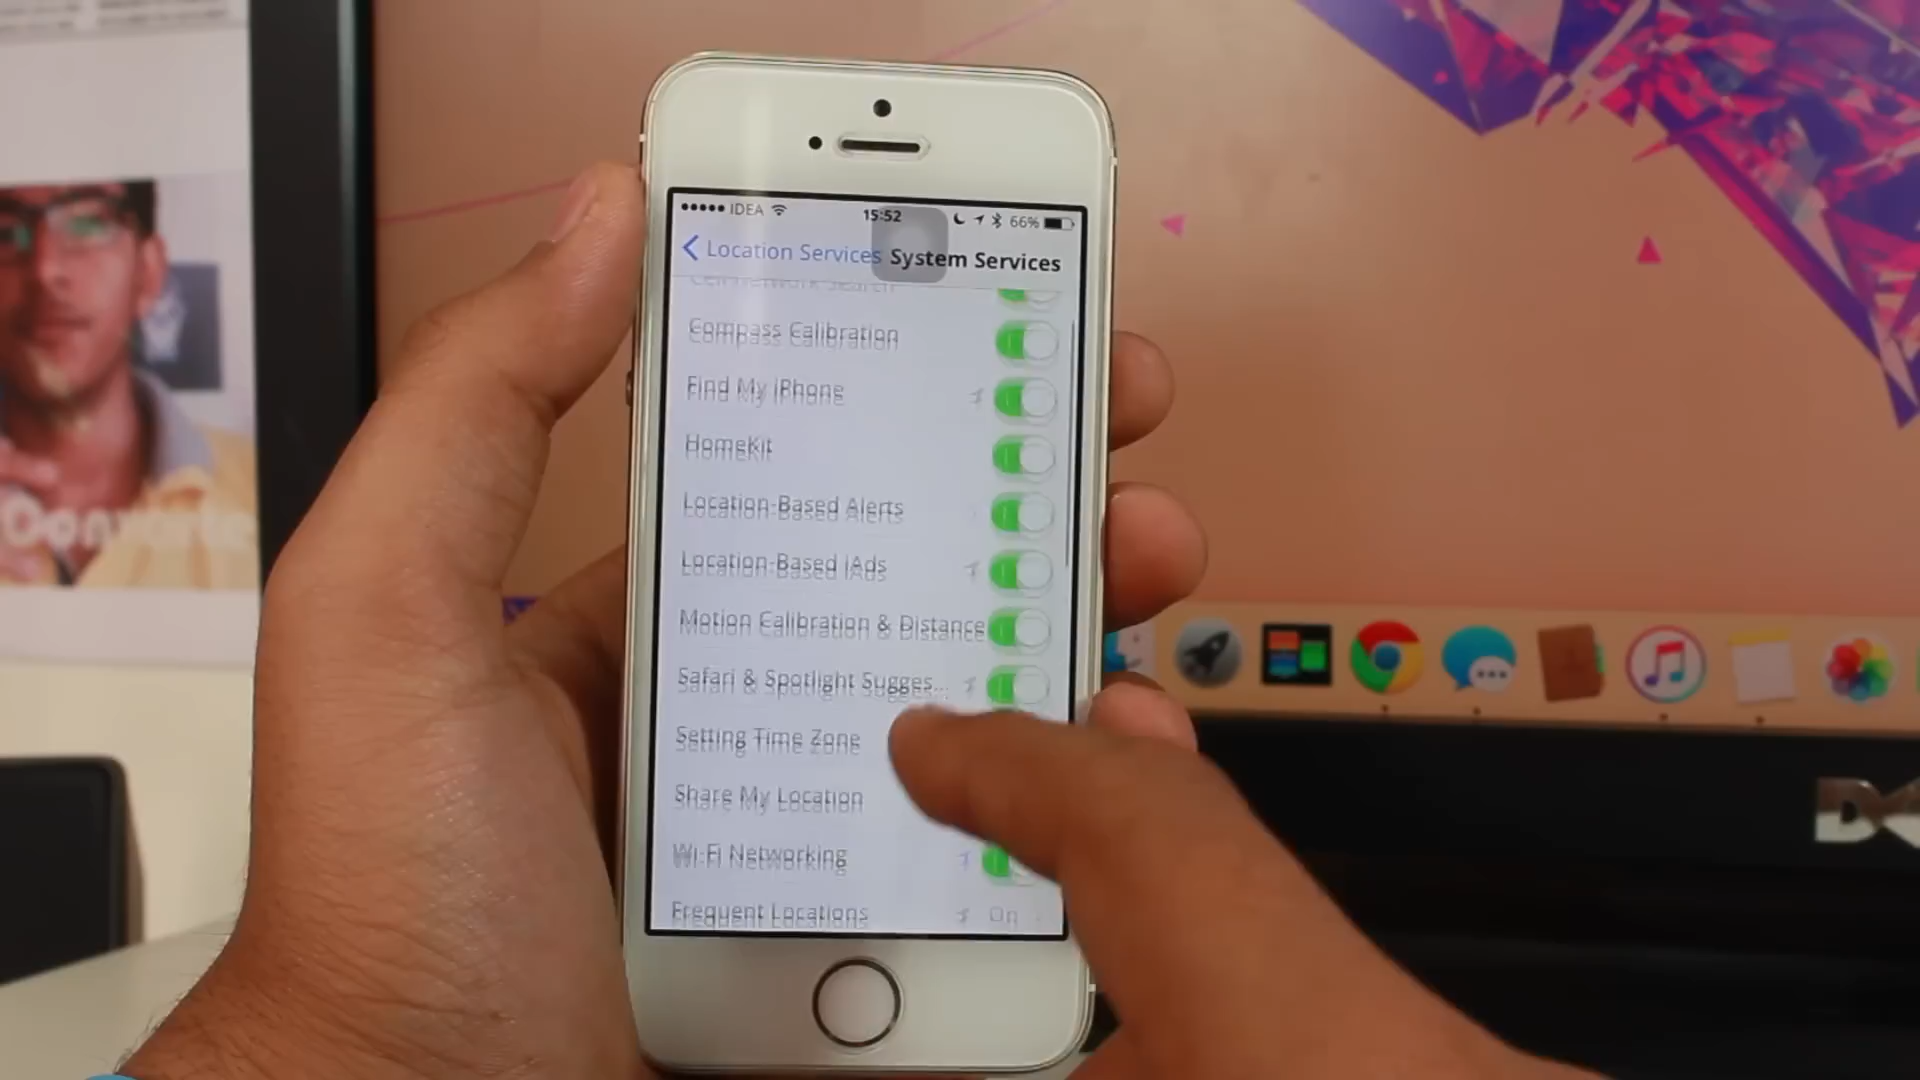 IDEA 15:52 66%
Location Services System Services
Cell Network Search
Compass Calibration
Find My iPhone
HomeKit
Location-Based Alerts
Location-Based iAds
Motion Calibration & Distance
Safari & Spotlight Sugges...
Setting Time Zone
Share My Location
Wi-Fi Networking
Frequent Locations On